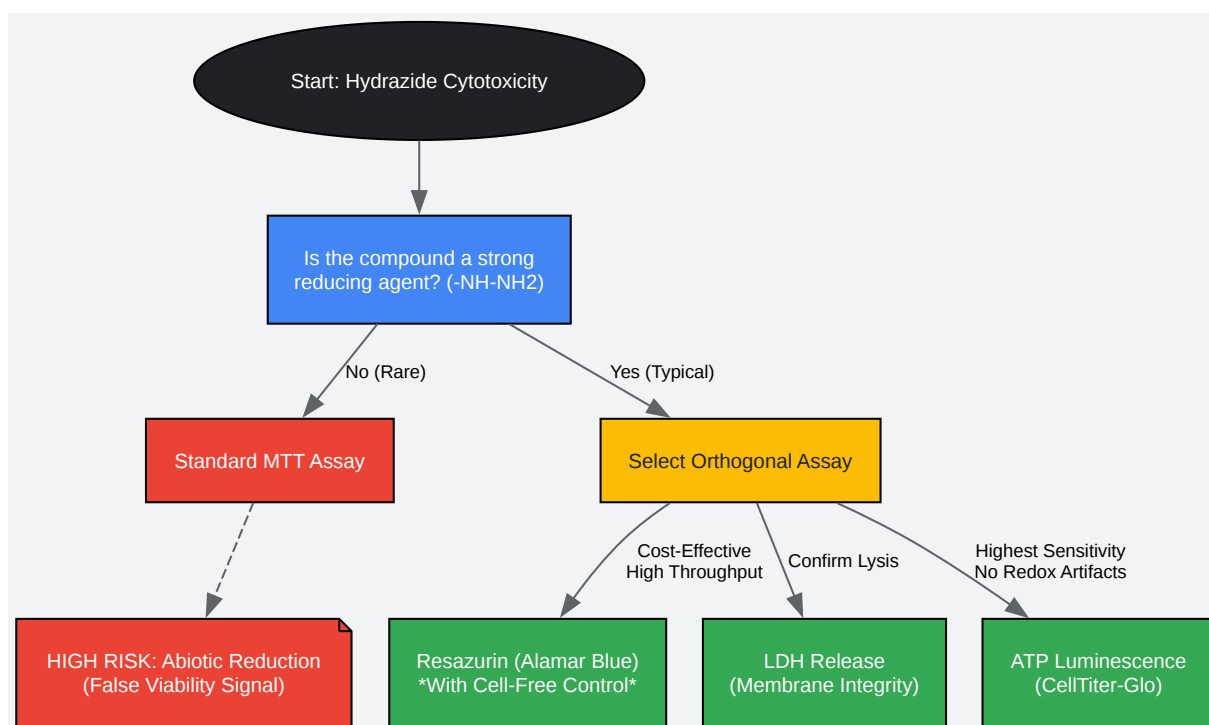 Start: Hydrazide Cytotoxicity
Is the compound a strong
reducing agent? (-NH-NH2)
No (Rare)
Yes (Typical)
Standard MTT Assay
Select Orthogonal Assay
Cost-Effective
High Throughput
Confirm Lysis
Highest Sensitivity
No Redox Artifacts
HIGH RISK: Abiotic Reduction
(False Viability Signal)
Resazurin (Alamar Blue)
*With Cell-Free Control*
LDH Release
(Membrane Integrity)
ATP Luminescence
(CellTiter-Glo)